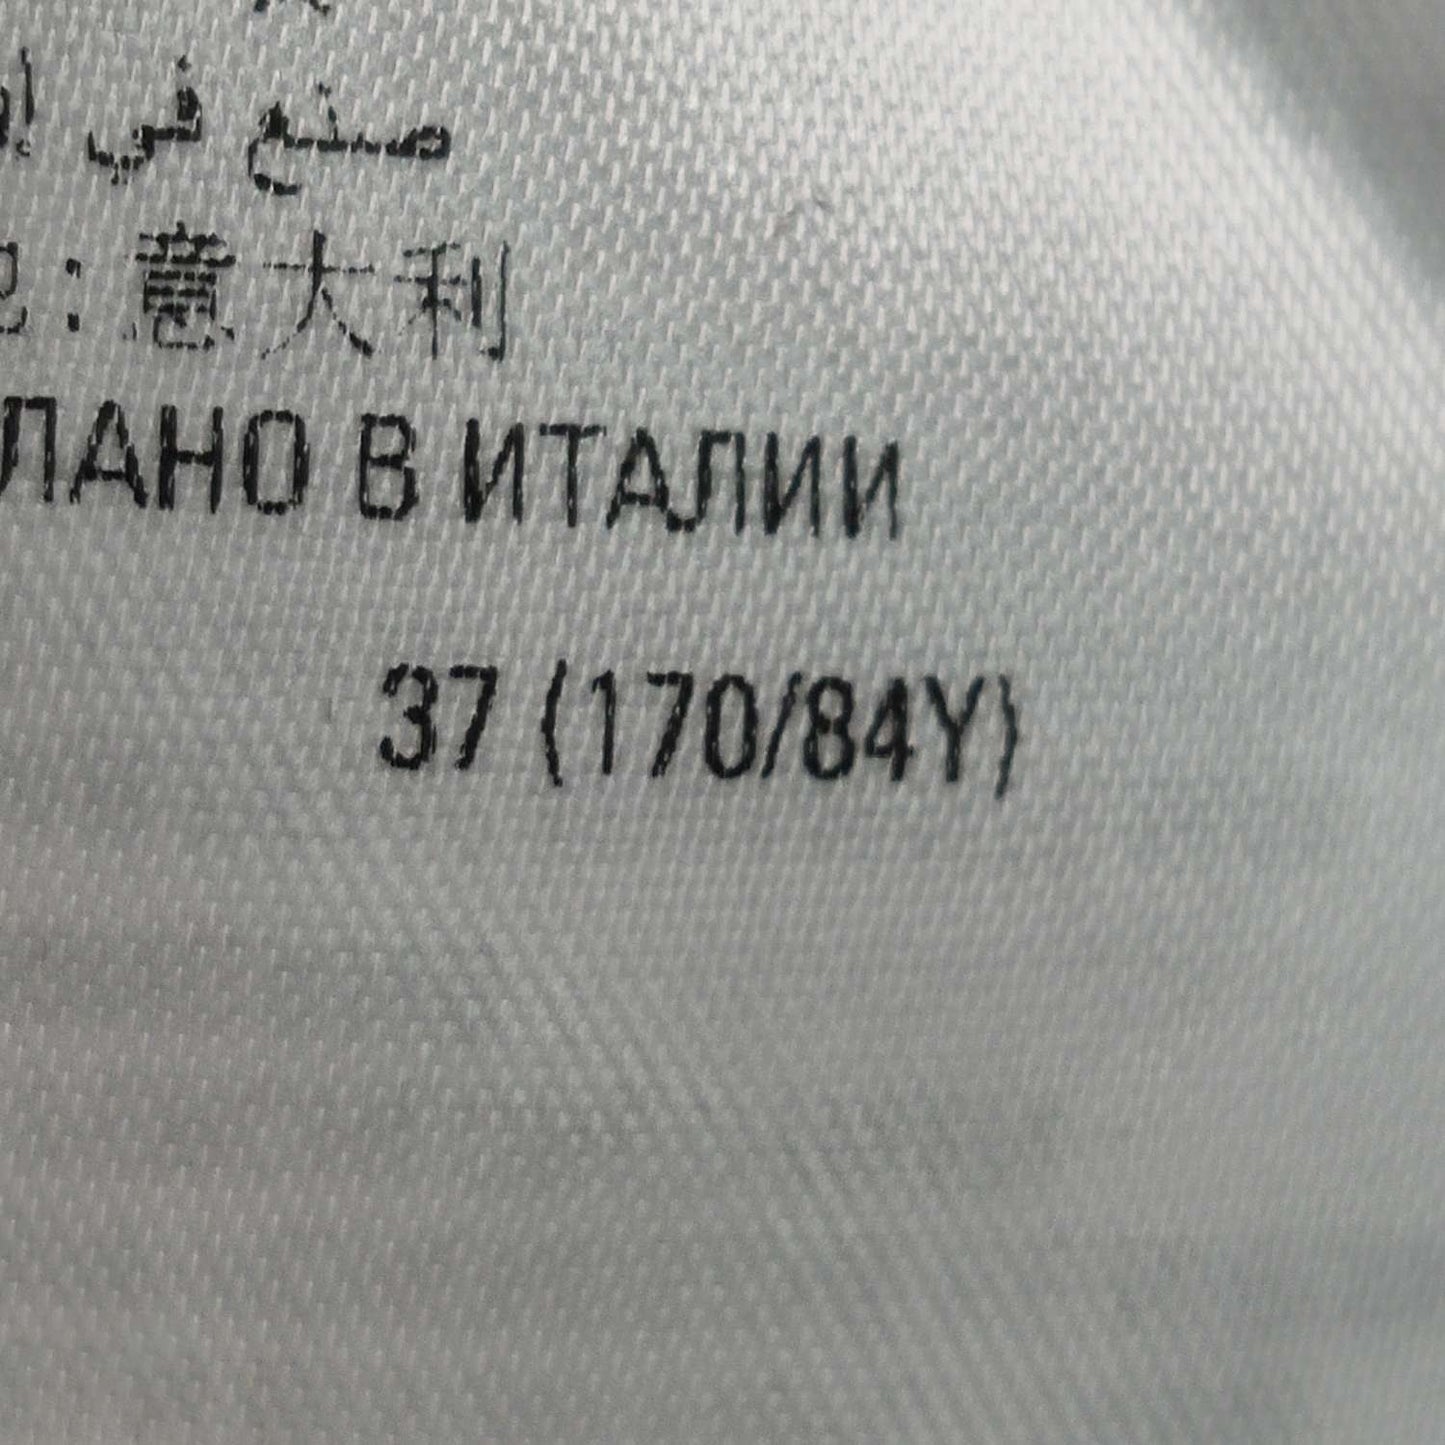 صنع في
: 意大利
ЛАНО В ИТАЛИИ
37 (170/84Y)